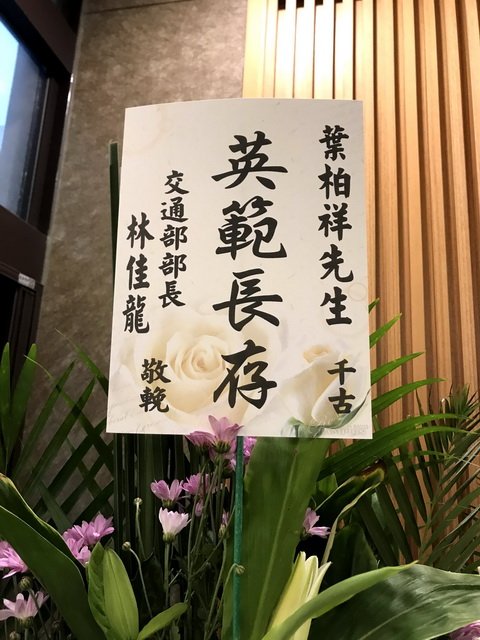 葉柏祥先生 千古
英範長存
交通部部長
林佳龍 敬輓